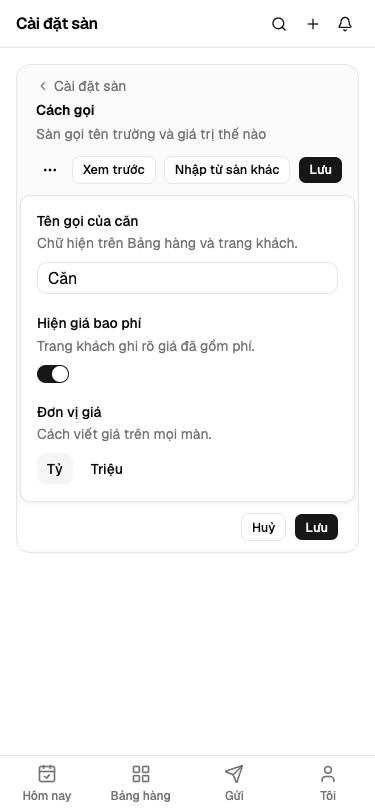 Cài đặt sàn
Cài đặt sàn
Cách gọi
Sàn gọi tên trường và giá trị thế nào
Xem trước
Nhập từ sàn khác
Lưu
Tên gọi của căn
Chữ hiện trên Bảng hàng và trang khách.
Căn
Hiện giá bao phí
Trang khách ghi rõ giá đã gồm phí.
Đơn vị giá
Cách viết giá trên mọi màn.
Tỷ
Triệu
Huỷ
Lưu
Hôm nay
Bảng hàng
Gửi
Tôi